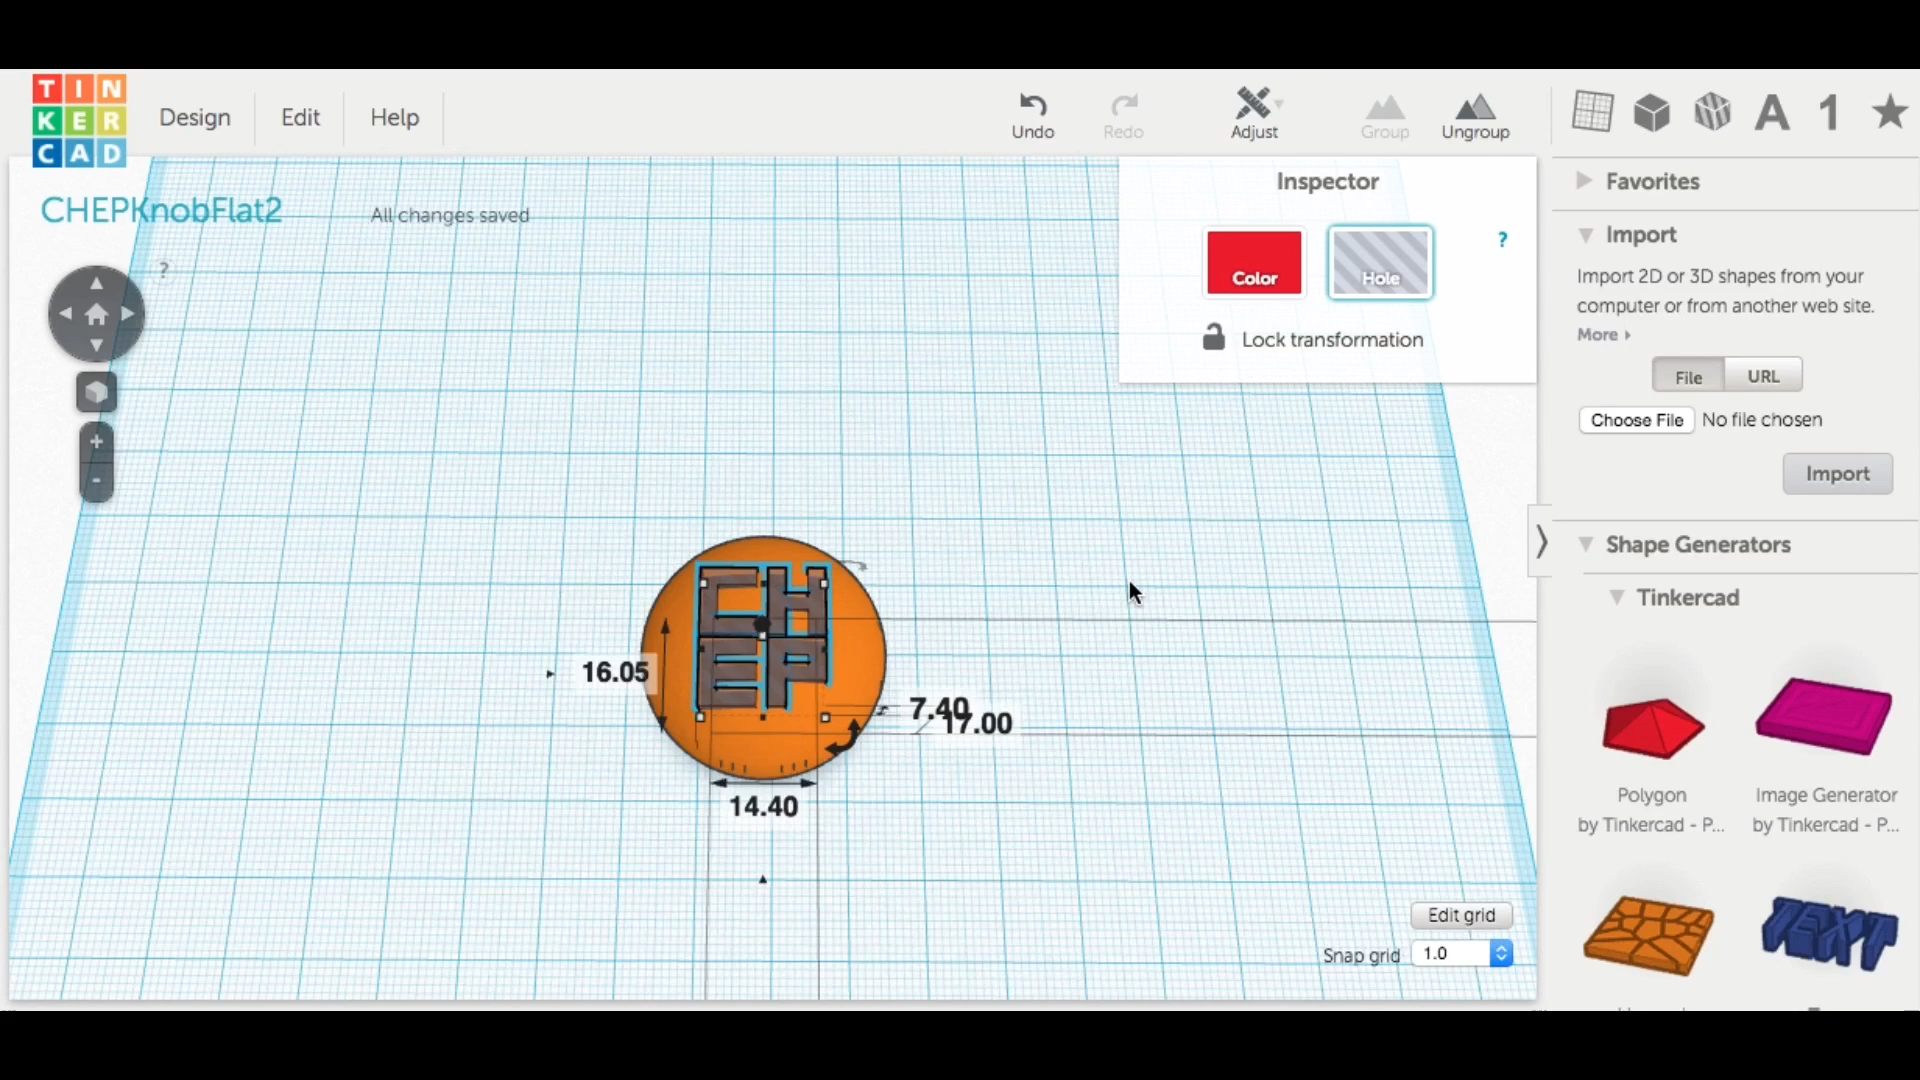 TIN
KER
CAD
Design
Edit
Help
Undo
Redo
Adjust
Group
Ungroup
A
1
CHEPKnobFlat2
All changes saved
?
+
-
Inspector
Color
Hole
?
Lock transformation
Favorites
Import
Import 2D or 3D shapes from your
computer or from another web site.
More
File
URL
Choose File
No file chosen
Import
Shape Generators
Tinkercad
Polygon
by Tinkercad - P...
Image Generator
by Tinkercad - P...
TEXT
CH
EP
16.05
7.40
17.00
14.40
Edit grid
Snap grid
1.0